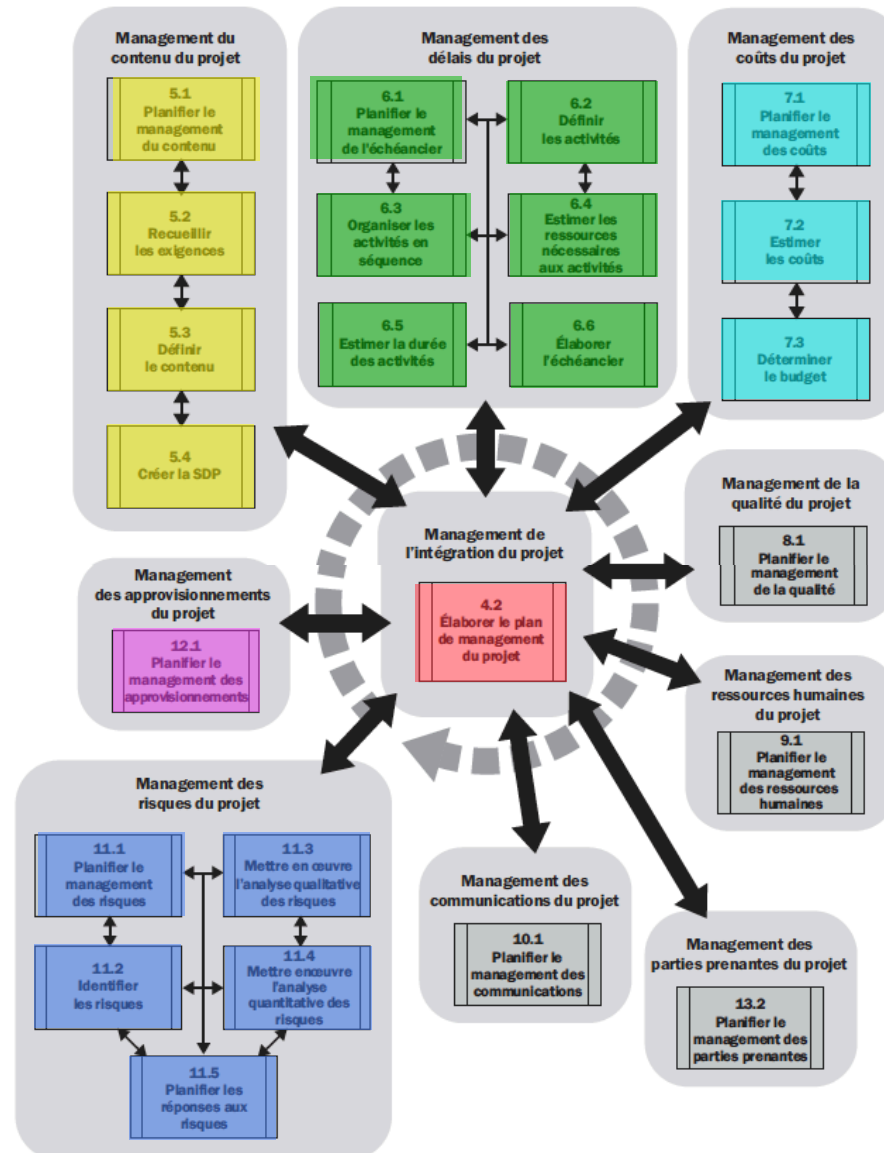 Management du
contenu du projet
5.1
Planifier le
management
du contenu
5.2
Recueillir
les exigences
5.3
Définir
le contenu
5.4
Créer la SDP
Management des
délais du projet
6.1
Planifier le
management
de l'échéancier
6.2
Définir
les activités
6.3
Organiser les
activités en
séquence
6.4
Estimer les
ressources
nécessaires
aux activités
6.5
Estimer la durée
des activités
6.6
Élaborer
l'échéancier
Management des
coûts du projet
7.1
Planifier le
management
des coûts
7.2
Estimer
les coûts
7.3
Déterminer
le budget
Management de la
qualité du projet
8.1
Planifier le
management
de la qualité
Management de
l'intégration du projet
4.2
Élaborer le plan
de management
du projet
Management
des approvisionnements
du projet
12.1
Planifier le
management des
approvisionnements
Management des
ressources humaines
du projet
9.1
Planifier le
management
des ressources
humaines
Management des
risques du projet
11.1
Planifier le
management
des risques
11.3
Mettre en œuvre
l'analyse qualitative
des risques
11.2
Identifier
les risques
11.4
Mettre enœuvre
l'analyse
quantitative des
risques
11.5
Planifier les
réponses aux
risques
Management des
communications du projet
10.1
Planifier le
management des
communications
Management des
parties prenantes du projet
13.2
Planifier le
management des
parties prenantes